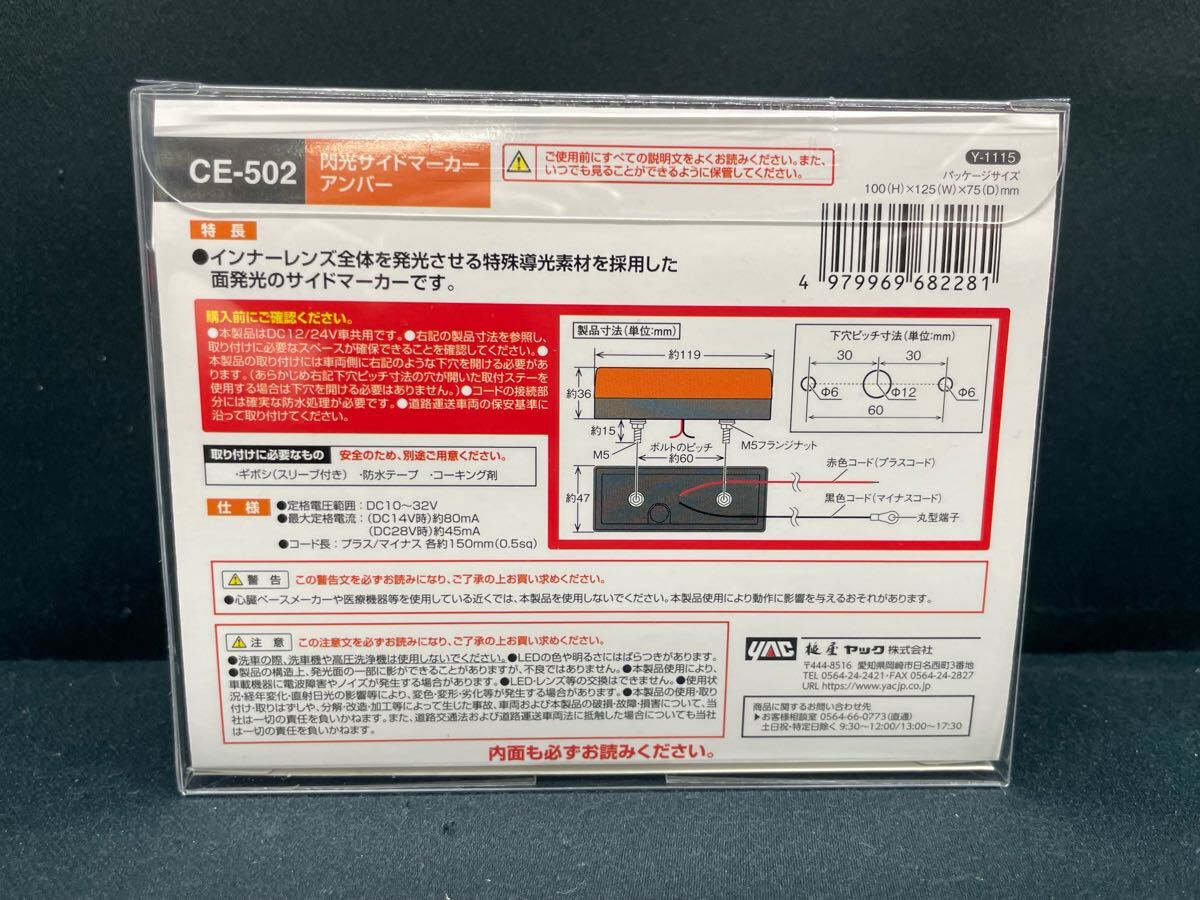 CE-502
閃光サイドマーカー
アンバー
ご使用前にすべての説明文をよくお読みください。また、
いつでも見ることができるように保管してください。
Y-1115
パッケージサイズ
100(H)×125(W)×75(D)mm
4 979969 682281
特長
●インナーレンズ全体を発光させる特殊導光素材を採用した
面発光のサイドマーカーです。
購入前にご確認ください。
●本製品はDC12/24V車共用です。●右記の製品寸法を参照し、
取り付けに必要なスペースが確保できることを確認してください。●
本製品の取り付けには車両側に右記のような下穴を開ける必要があ
ります。(あらかじめ右記下穴ピッチ寸法の穴が開いた取付ステーを
使用する場合は下穴を開ける必要はありません。)●コードの接続部
分には確実な防水処理が必要です。●道路運送車両の保安基準に
沿って取り付けてください。
製品寸法(単位:mm)
約119
約36
約15
M5
ボルトのピッチ
約60
M5フランジナット
約47
赤色コード(プラスコード)
黒色コード(マイナスコード)
丸型端子
下穴ピッチ寸法(単位:mm)
30
30
Φ6
Φ12
Φ6
60
取り付けに必要なもの
安全のため、別途ご用意ください。
・ギボシ(スリーブ付き) ・防水テープ ・コーキング剤
仕様
●定格電圧範囲:DC10〜32V
●最大定格電流:(DC14V時)約80mA
(DC28V時)約45mA
●コード長:プラス/マイナス 各約150mm(0.5sq)
警告
この警告文を必ずお読みになり、ご了承の上お買い求めください。
●心臓ペースメーカーや医療機器等を使用している近くでは、本製品を使用しないでください。本製品使用により動作に影響を与えるおそれがあります。
注意
この注意文を必ずお読みになり、ご了承の上お買い求めください。
●洗車の際、洗車機や高圧洗浄機は使用しないでください。●LEDの色や明るさにはばらつきがあります。
●製品の構造上、発光面の一部に影ができることがありますが、不良ではありません。●本製品使用により、
車載機器に電波障害やノイズが発生する場合があります。●LED・レンズ等の交換はできません。●使用状
況・経年変化・直射日光の影響等により、変色・変形・劣化等が発生する場合があります。●本製品の使用・取り
付け・取りはずしや、分解・改造・加工等によって生じた事故、車両および本製品の破損・故障・損害について、当
社は一切の責任を負いかねます。また、道路交通法および道路運送車両法に抵触した場合についても当社
は一切の責任を負いかねます。
YAC
槌屋ヤック株式会社
〒444-8516 愛知県岡崎市日名西町3番地
TEL 0564-24-2421・FAX 0564-24-2827
URL https://www.yacjp.co.jp
商品に関するお問い合わせ先
▶お客様相談室 0564-66-0773(直通)
土日祝・特定日除く 9:30〜12:00/13:00〜17:30
内面も必ずお読みください。